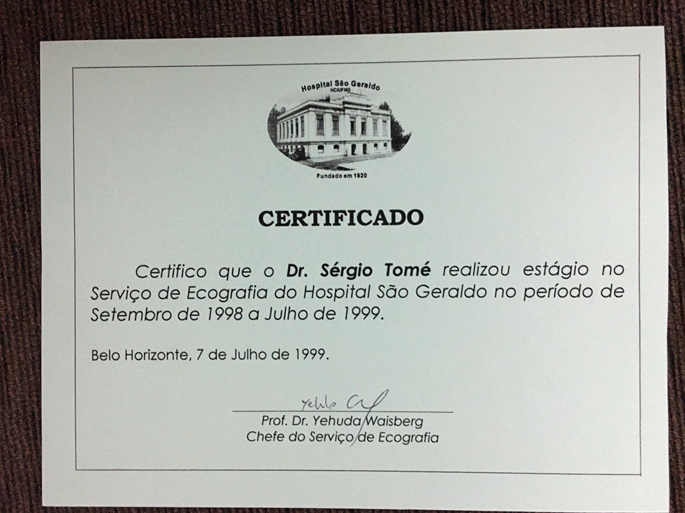 Hospital São Geraldo
HC/UFMG
Fundado em 1920
CERTIFICADO
Certifico que o Dr. Sérgio Tomé realizou estágio no
Serviço de Ecografia do Hospital São Geraldo no período de
Setembro de 1998 a Julho de 1999.
Belo Horizonte, 7 de Julho de 1999.
Prof. Dr. Yehuda Waisberg
Chefe do Serviço de Ecografia